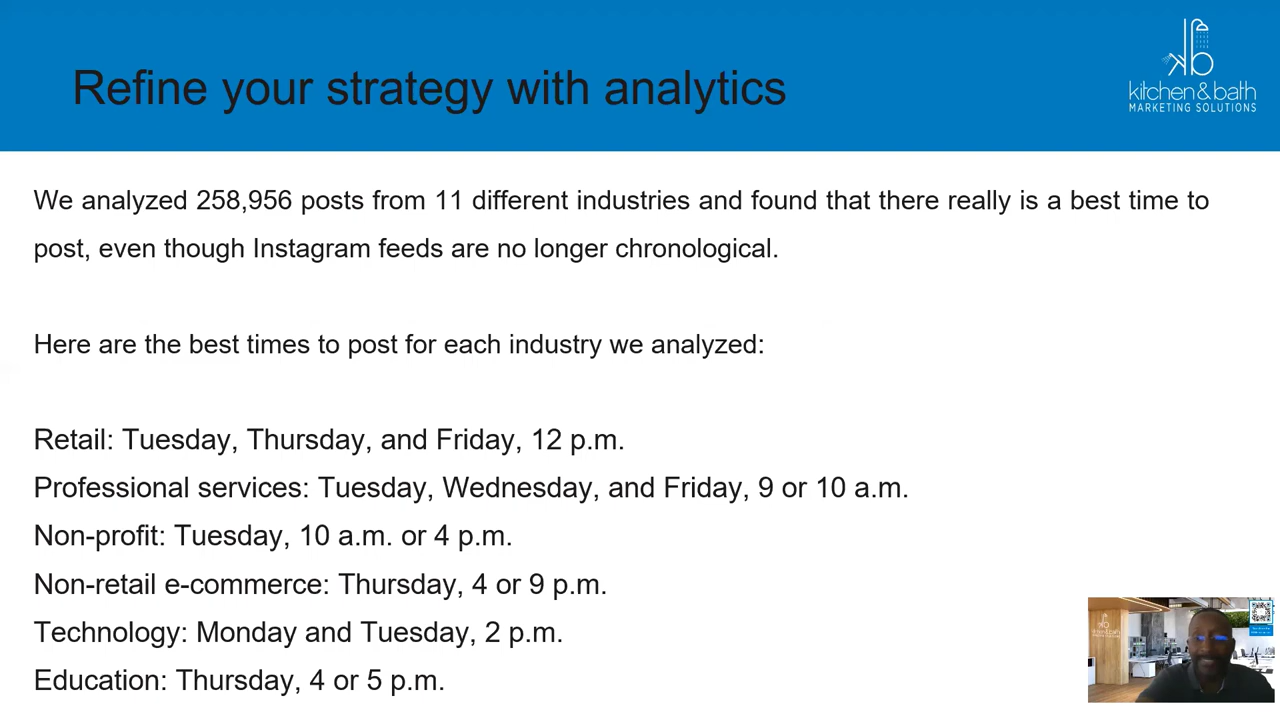 Refine your strategy with analytics
kitchen&bath
MARKETING SOLUTIONS
We analyzed 258,956 posts from 11 different industries and found that there really is a best time to
post, even though Instagram feeds are no longer chronological.
Here are the best times to post for each industry we analyzed:
Retail: Tuesday, Thursday, and Friday, 12 p.m.
Professional services: Tuesday, Wednesday, and Friday, 9 or 10 a.m.
Non-profit: Tuesday, 10 a.m. or 4 p.m.
Non-retail e-commerce: Thursday, 4 or 9 p.m.
Technology: Monday and Tuesday, 2 p.m.
Education: Thursday, 4 or 5 p.m.
kitchen&bath